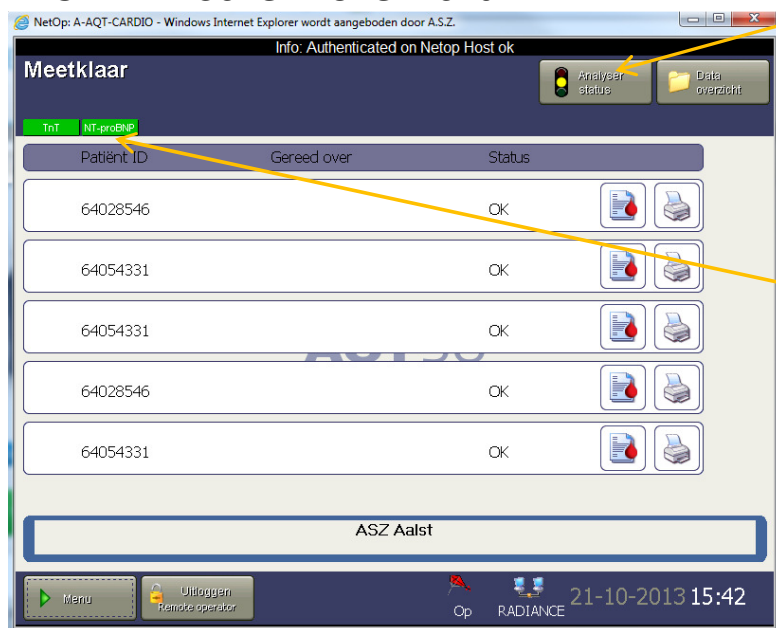 NetOp: A-AQT-CARDIO - Windows Internet Explorer wordt aangeboden door A.S.Z.
Info: Authenticated on Netop Host ok
Meetklaar
Analyser status
Data overzicht
TnT NT-proBNP
Patiënt ID Gereed over Status
64028546 OK
64054331 OK
64054331 OK
64028546 OK
64054331 OK
ASZ Aalst
Menu
Uitloggen
Remote operator
Op RADIANCE 21-10-2013 15:42